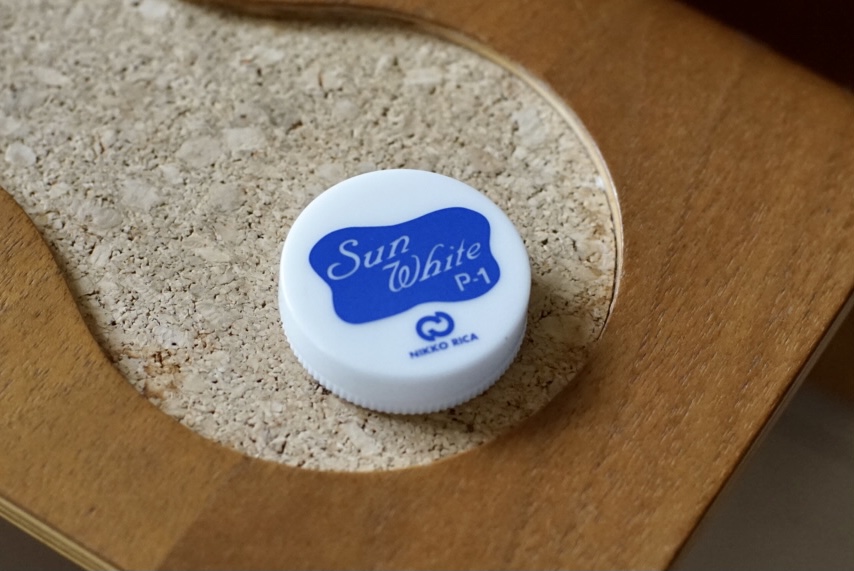 Sun
White
P-1
NIKKO RICA